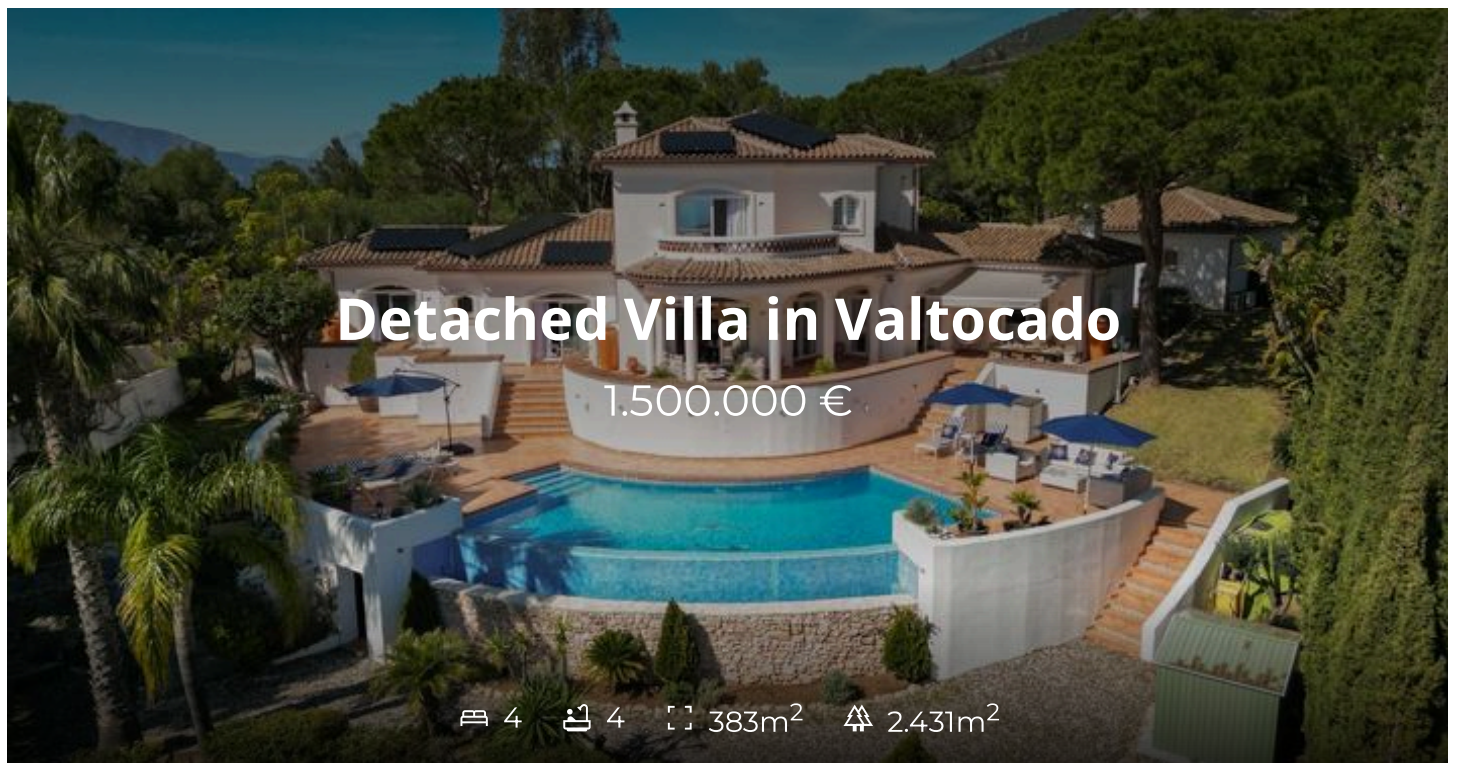 Detached Villa in Valtocado
1.500.000 €
4 4 383m² 2.431m²